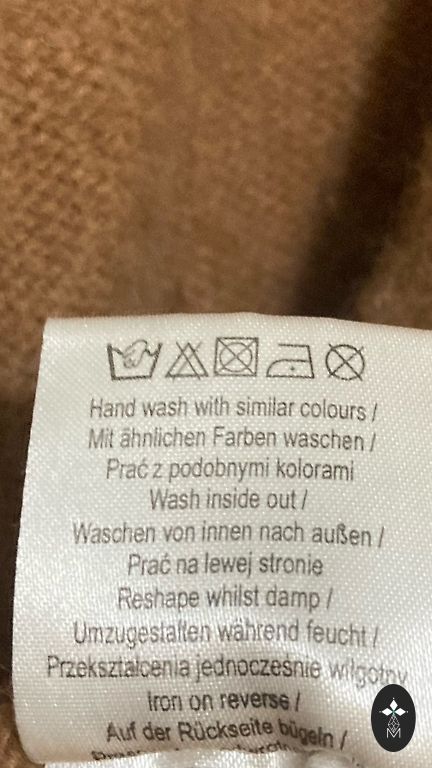 Hand wash with similar colours /
Mit ähnlichen Farben waschen /
Prać z podobnymi kolorami
Wash inside out /
Waschen von innen nach außen /
Prać na lewej stronie
Reshape whilst damp /
Umzugestalten während feucht /
Przekształcenia jednocześnie wilgotny
Iron on reverse /
Auf der Rückseite bügeln /